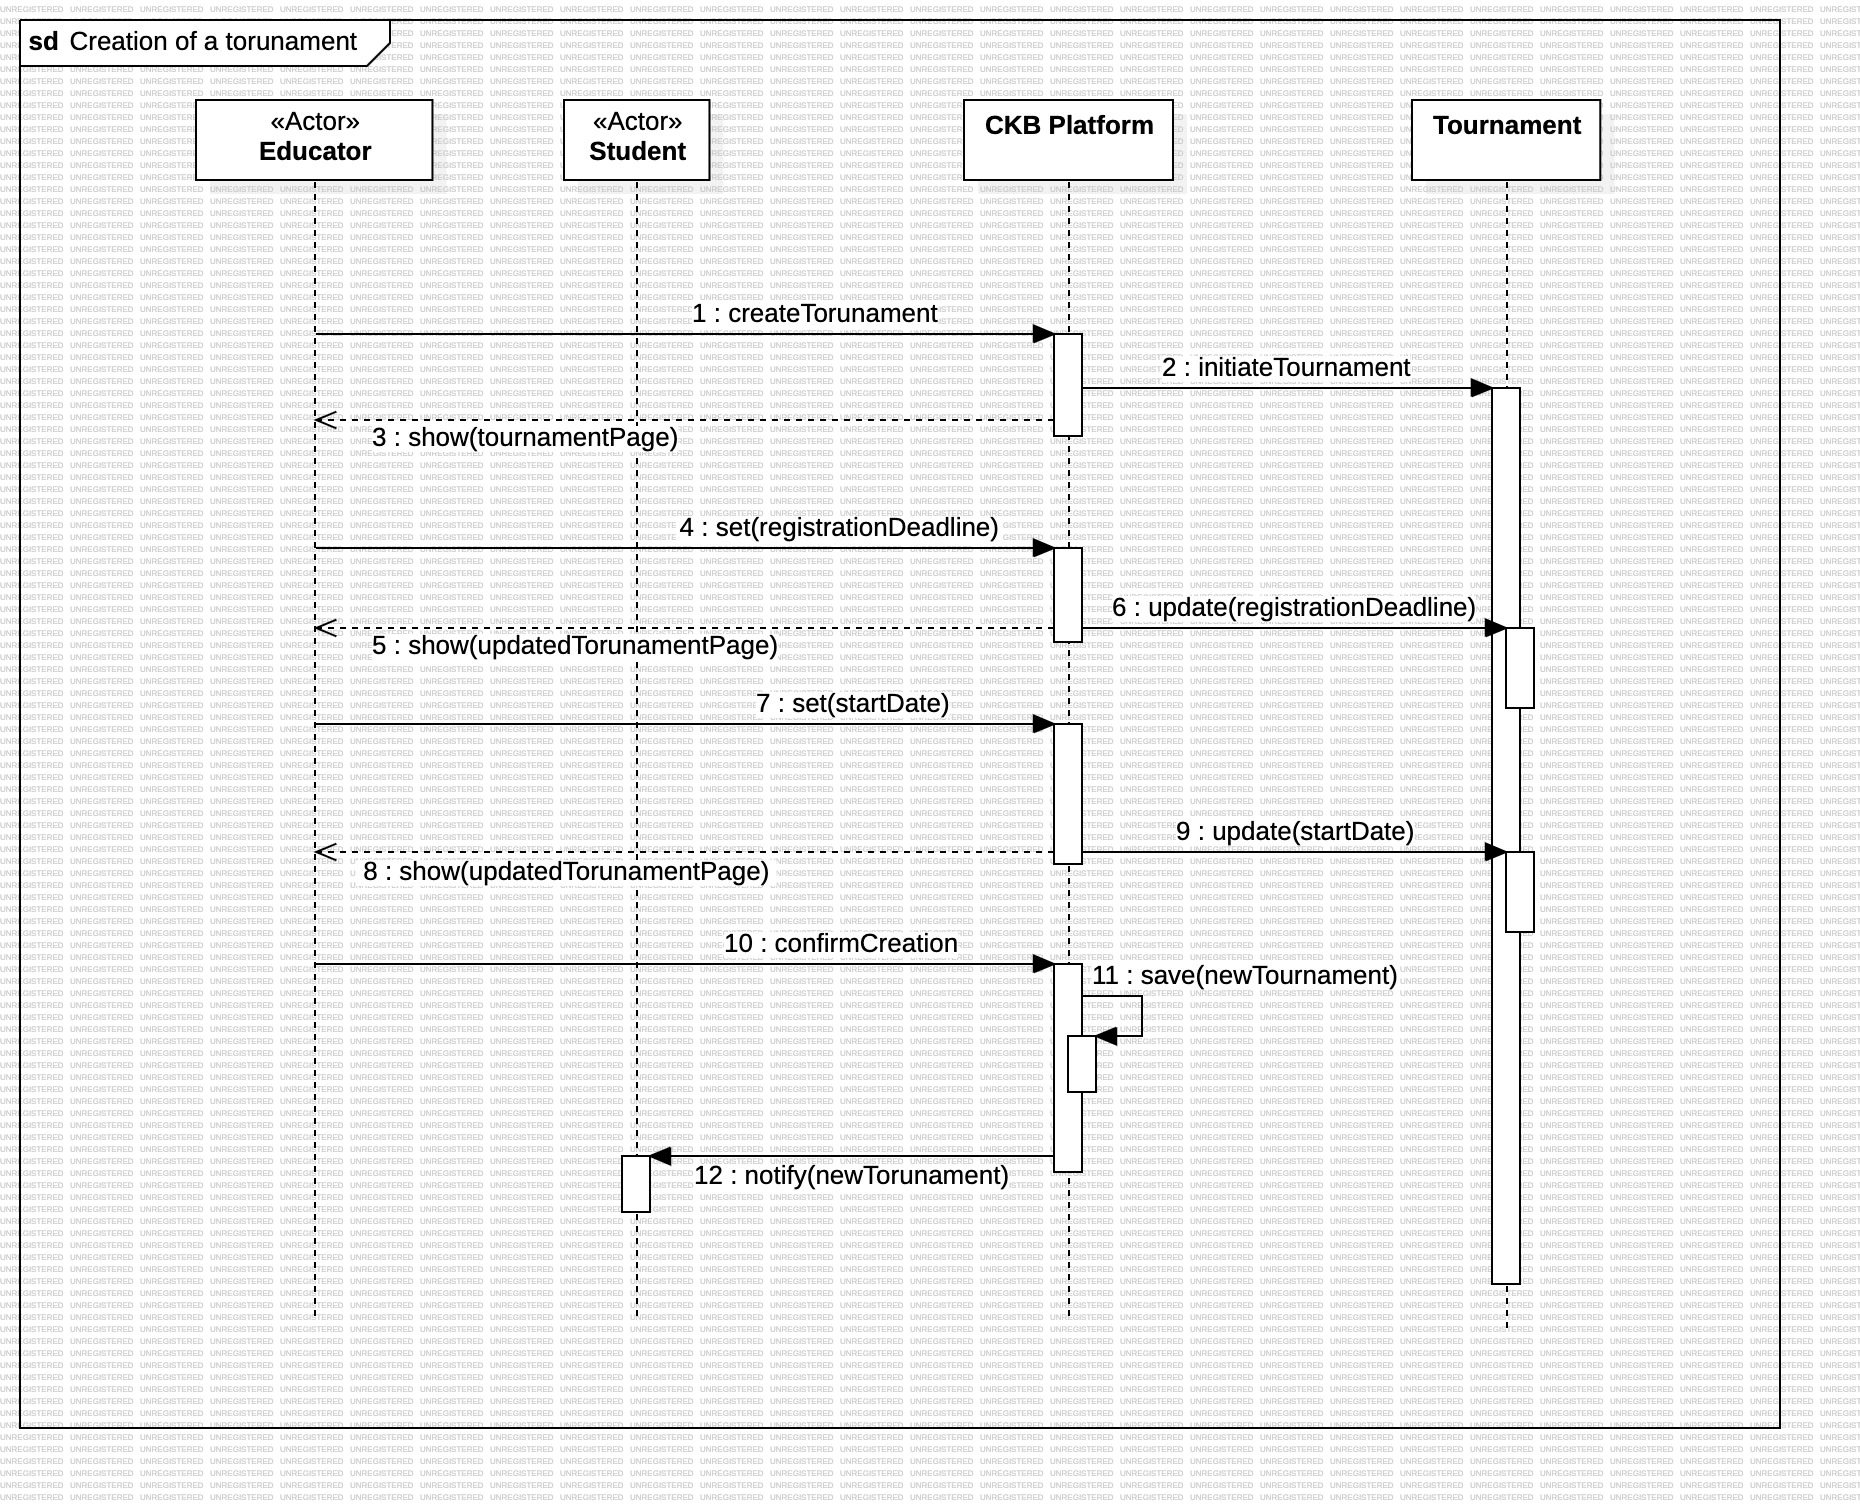 sd Creation of a torunament
«Actor»
Educator
«Actor»
Student
CKB Platform
Tournament
1 : createTorunament
2 : initiateTournament
3 : show(tournamentPage)
4 : set(registrationDeadline)
6 : update(registrationDeadline)
5 : show(updatedTorunamentPage)
7 : set(startDate)
9 : update(startDate)
8 : show(updatedTorunamentPage)
10 : confirmCreation
11 : save(newTournament)
12 : notify(newTorunament)
UNREGISTERED